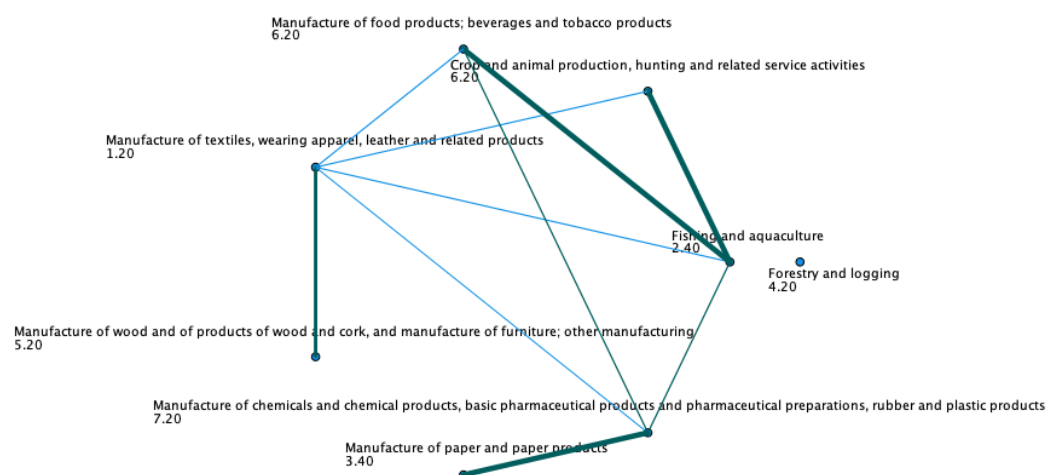 Manufacture of food products; beverages and tobacco products
6.20
Crop and animal production, hunting and related service activities
6.20
Manufacture of textiles, wearing apparel, leather and related products
1.20
Fishing and aquaculture
2.40
Forestry and logging
4.20
Manufacture of wood and of products of wood and cork, and manufacture of furniture; other manufacturing
5.20
Manufacture of chemicals and chemical products, basic pharmaceutical products and pharmaceutical preparations, rubber and plastic products
7.20
Manufacture of paper and paper products
3.40